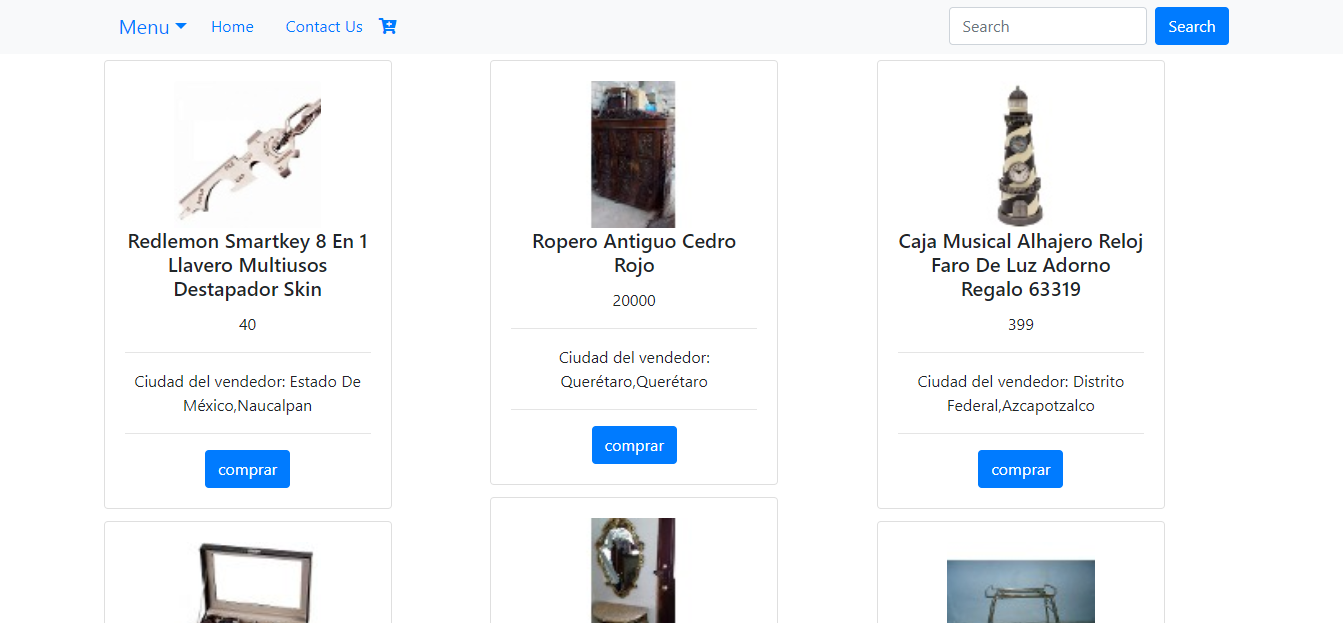 Menu Home Contact Us Search Search
Redlemon Smartkey 8 En 1
Llavero Multiusos
Destapador Skin
40
Ciudad del vendedor: Estado De
México,Naucalpan
comprar
Ropero Antiguo Cedro
Rojo
20000
Ciudad del vendedor:
Querétaro,Querétaro
comprar
Caja Musical Alhajero Reloj
Faro De Luz Adorno
Regalo 63319
399
Ciudad del vendedor: Distrito
Federal,Azcapotzalco
comprar